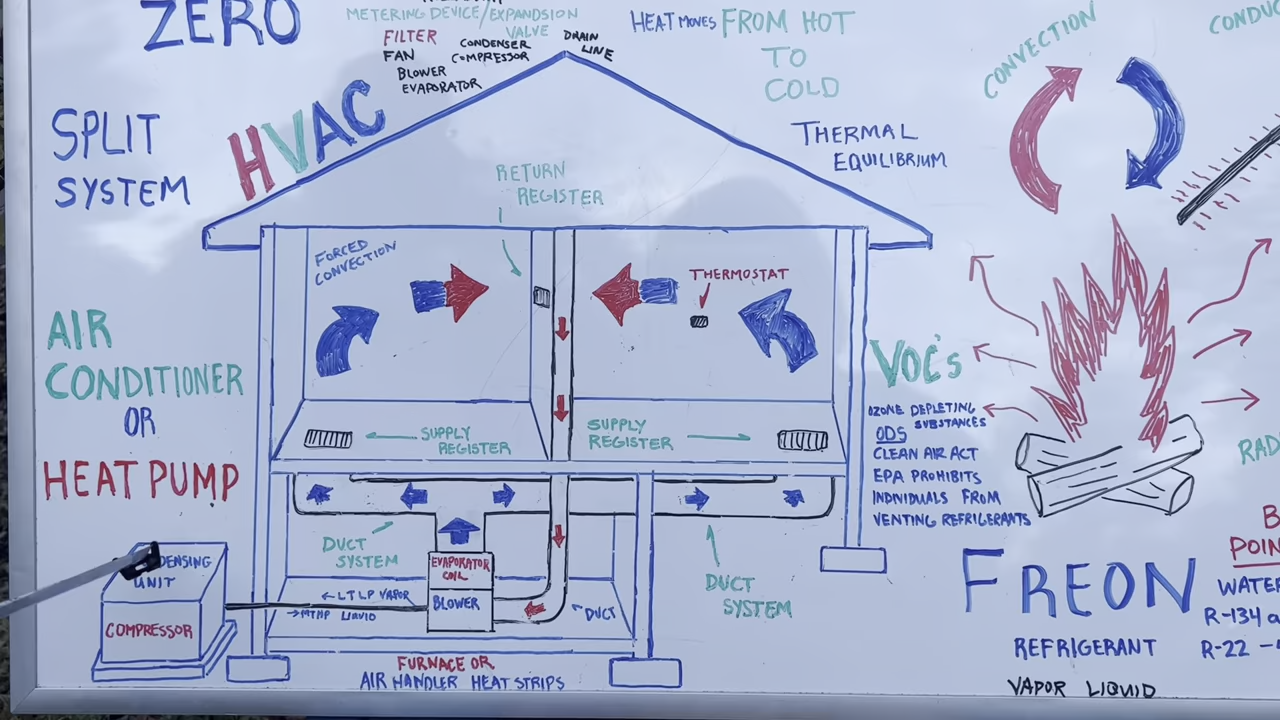 ZERO
METERING DEVICE/EXPANDSION
VALVE
FILTER
FAN
BLOWER
EVAPORATOR
CONDENSER
COMPRESSOR
DRAIN
LINE
HEAT MOVES FROM HOT
TO
COLD
THERMAL
EQUILIBRIUM
CONVECTION
SPLIT
SYSTEM
HVAC
RETURN
REGISTER
FORCED
CONVECTION
THERMOSTAT
AIR
CONDITIONER
OR
HEAT PUMP
SUPPLY
REGISTER
SUPPLY
REGISTER
VOC's
OZONE DEPLETING
SUBSTANCES
ODS
CLEAN AIR ACT
EPA PROHIBITS
INDIVIDUALS FROM
VENTING REFRIGERANTS
DUCT
SYSTEM
DUCT
SYSTEM
EVAPORATOR
COIL
BLOWER
LTLP VAPOR
MTHP LIQUID
DUCT
UNIT
COMPRESSOR
FURNACE OR
AIR HANDLER HEAT STRIPS
FREON
REFRIGERANT
VAPOR LIQUID
WATER
R-134a
R-22 -